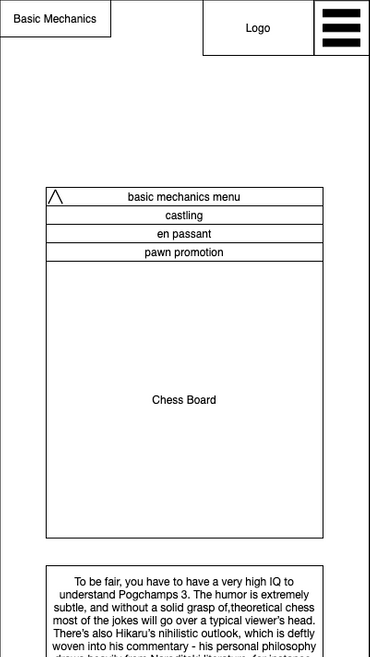 Basic Mechanics
Logo
basic mechanics menu
castling
en passant
pawn promotion
Chess Board
To be fair, you have to have a very high IQ to
understand Pogchamps 3. The humor is extremely
subtle, and without a solid grasp of,theoretical chess
most of the jokes will go over a typical viewer's head.
There's also Hikaru's nihilistic outlook, which is deftly
woven into his commentary - his personal philosophy